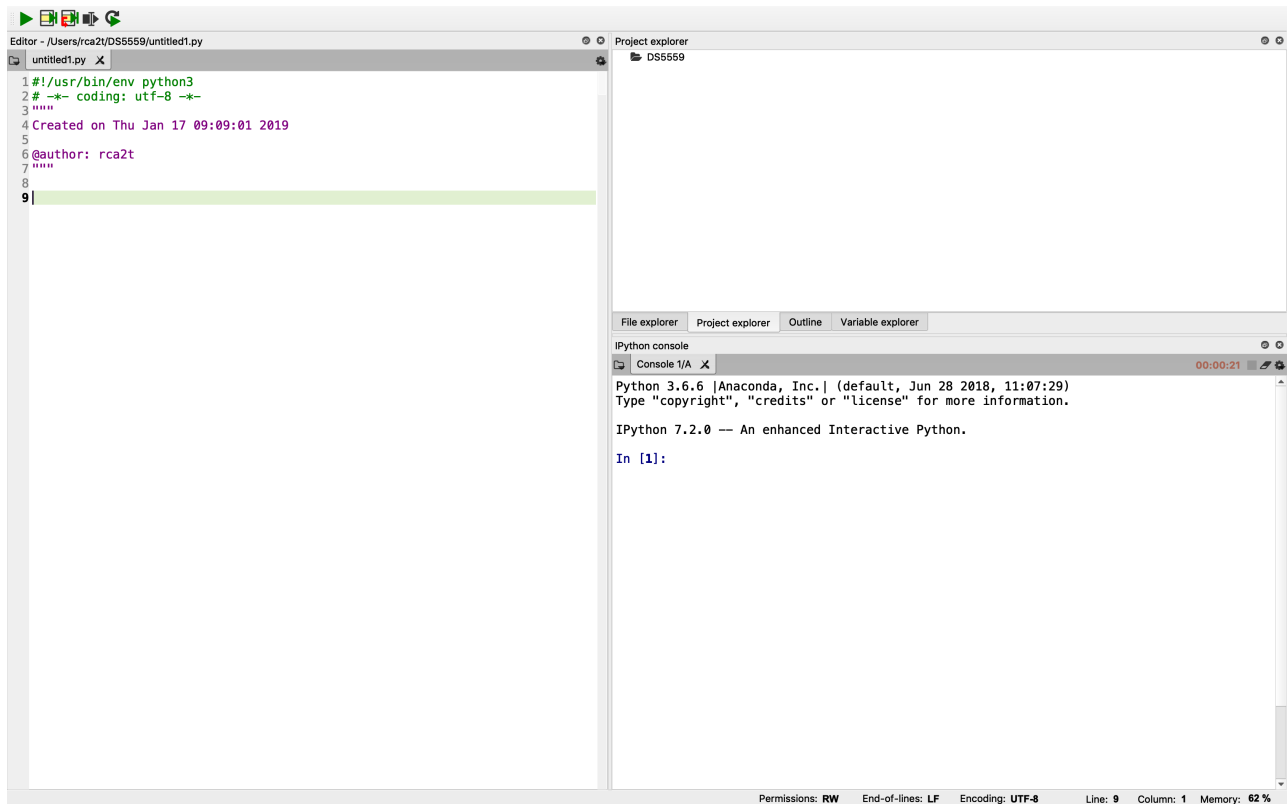 Editor - /Users/rca2t/DS5559/untitled1.py
untitled1.py
1 #!/usr/bin/env python3
2 # -*- coding: utf-8 -*-
3 """
4 Created on Thu Jan 17 09:09:01 2019
5
6 @author: rca2t
7 """
8
9
Project explorer
DS5559
File explorer Project explorer Outline Variable explorer
IPython console
Console 1/A 00:00:21
Python 3.6.6 |Anaconda, Inc.| (default, Jun 28 2018, 11:07:29)
Type "copyright", "credits" or "license" for more information.
IPython 7.2.0 -- An enhanced Interactive Python.
In [1]:
Permissions: RW End-of-lines: LF Encoding: UTF-8 Line: 9 Column: 1 Memory: 62 %